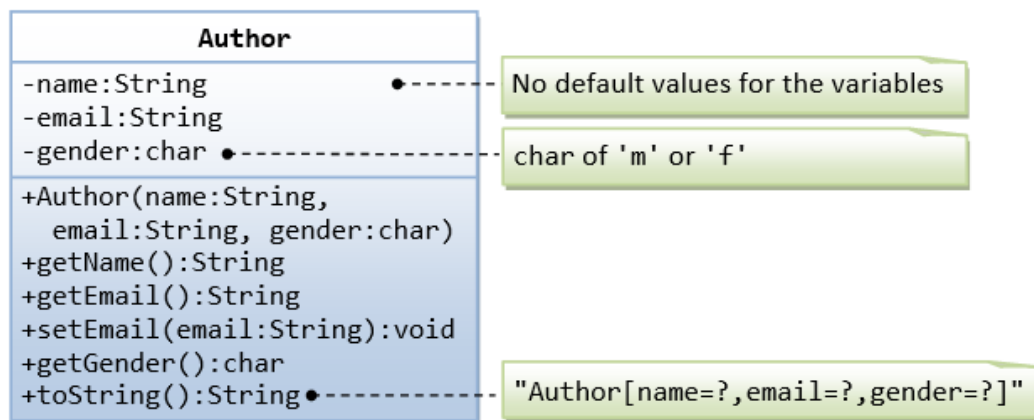 Author
-name:String
No default values for the variables
-email:String
-gender:char
char of 'm' or 'f'
+Author(name:String,
email:String, gender:char)
+getName():String
+getEmail():String
+setEmail(email:String):void
+getGender():char
+toString():String
"Author[name=?,email=?,gender=?]"